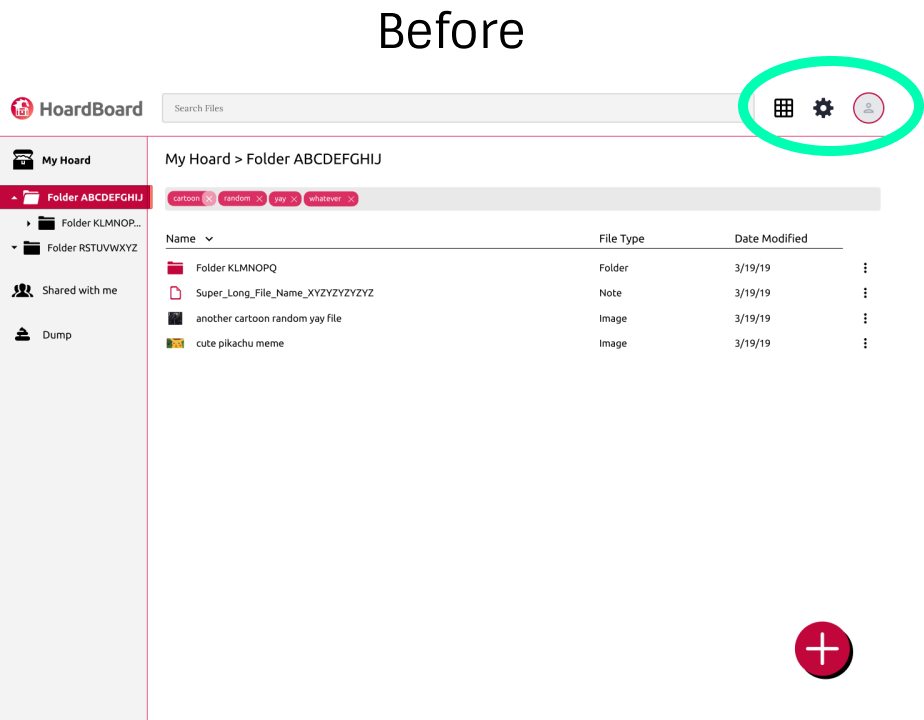 Before
HoardBoard
Search Files
My Hoard
My Hoard > Folder ABCDEFGHIJ
Folder ABCDEFGHIJ
cartoon × random × yay × whatever ×
Folder KLMNOP...
Folder RSTUVWXYZ
Name File Type Date Modified
Folder KLMNOPQ Folder 3/19/19
Super_Long_File_Name_XYZYZYZYZYZ Note 3/19/19
Shared with me
another cartoon random yay file Image 3/19/19
Dump
cute pikachu meme Image 3/19/19